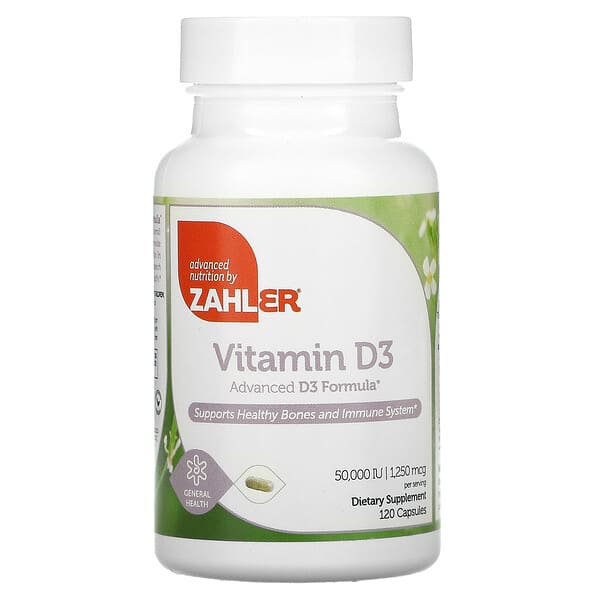 advanced
nutrition by
ZAHLER®
Vitamin D3
Advanced D3 Formula*
Supports Healthy Bones and Immune System*
GENERAL
HEALTH
50,000 IU | 1,250 mcg
per serving
Dietary Supplement
120 Capsules